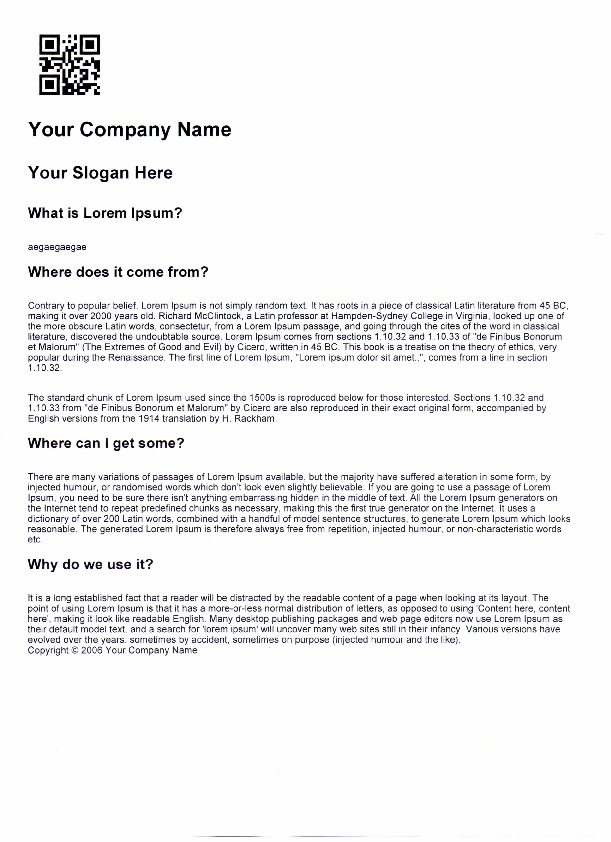 Your Company Name
Your Slogan Here
What is Lorem Ipsum?
aegaegaegae
Where does it come from?
Contrary to popular belief, Lorem Ipsum is not simply random text. It has roots in a piece of classical Latin literature from 45 BC,
making it over 2000 years old. Richard McClintock, a Latin professor at Hampden-Sydney College in Virginia, looked up one of
the more obscure Latin words, consectetur, from a Lorem Ipsum passage, and going through the cites of the word in classical
literature, discovered the undoubtable source. Lorem Ipsum comes from sections 1.10.32 and 1.10.33 of "de Finibus Bonorum
et Malorum" (The Extremes of Good and Evil) by Cicero, written in 45 BC. This book is a treatise on the theory of ethics, very
popular during the Renaissance. The first line of Lorem Ipsum, "Lorem ipsum dolor sit amet..", comes from a line in section
1.10.32.
The standard chunk of Lorem Ipsum used since the 1500s is reproduced below for those interested. Sections 1.10.32 and
1.10.33 from "de Finibus Bonorum et Malorum" by Cicero are also reproduced in their exact original form, accompanied by
English versions from the 1914 translation by H. Rackham.
Where can I get some?
There are many variations of passages of Lorem Ipsum available, but the majority have suffered alteration in some form, by
injected humour, or randomised words which don't look even slightly believable. If you are going to use a passage of Lorem
Ipsum, you need to be sure there isn't anything embarrassing hidden in the middle of text. All the Lorem Ipsum generators on
the Internet tend to repeat predefined chunks as necessary, making this the first true generator on the Internet. It uses a
dictionary of over 200 Latin words, combined with a handful of model sentence structures, to generate Lorem Ipsum which looks
reasonable. The generated Lorem Ipsum is therefore always free from repetition, injected humour, or non-characteristic words
etc.
Why do we use it?
It is a long established fact that a reader will be distracted by the readable content of a page when looking at its layout. The
point of using Lorem Ipsum is that it has a more-or-less normal distribution of letters, as opposed to using 'Content here, content
here', making it look like readable English. Many desktop publishing packages and web page editors now use Lorem Ipsum as
their default model text, and a search for 'lorem ipsum' will uncover many web sites still in their infancy. Various versions have
evolved over the years, sometimes by accident, sometimes on purpose (injected humour and the like).
Copyright © 2006 Your Company Name